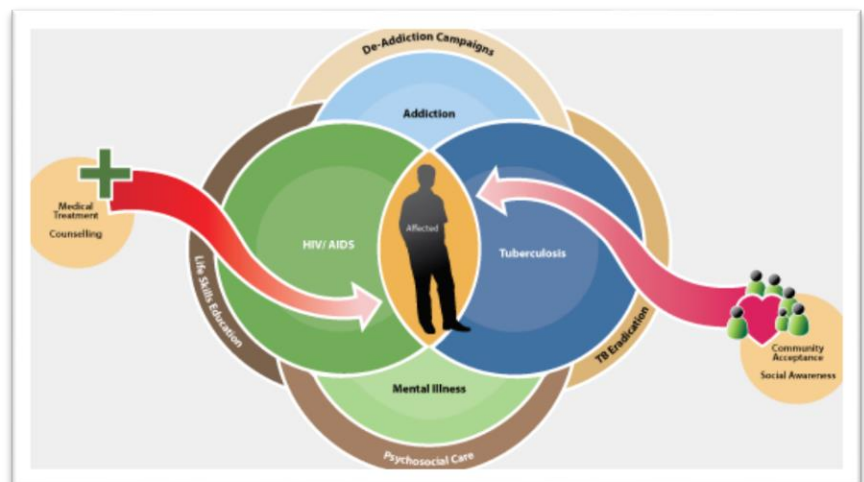 De-Addiction Campaigns
Addiction
Medical
Treatment
Counselling
HIV/ AIDS
Affected
Tuberculosis
Life Skills Education
TB Eradication
Community
Acceptance
Social Awareness
Mental Illness
Psychosocial Care